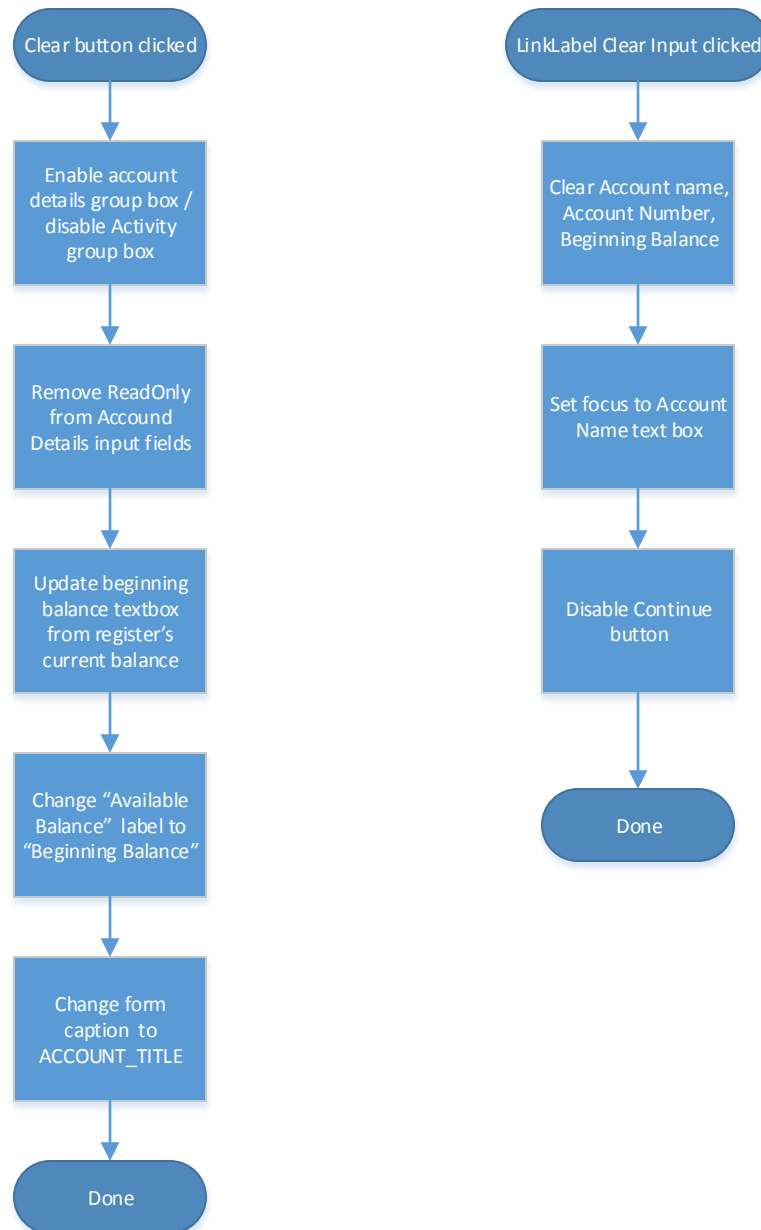 Clear button clicked
Enable account
details group box /
disable Activity
group box
Remove ReadOnly
from Accound
Details input fields
Update beginning
balance textbox
from register’s
current balance
Change “Available
Balance” label to
“Beginning Balance”
Change form
caption to
ACCOUNT_TITLE
Done
LinkLabel Clear Input clicked
Clear Account name,
Account Number,
Beginning Balance
Set focus to Account
Name text box
Disable Continue
button
Done